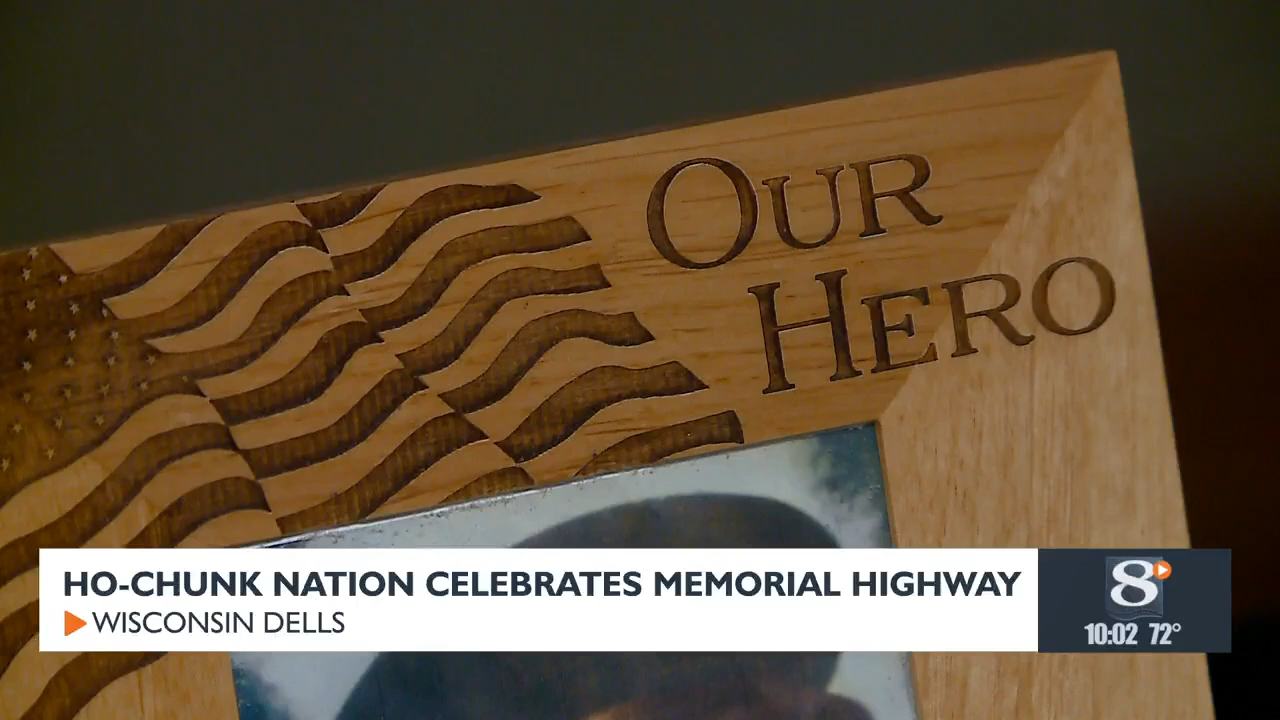 OUR
HERO
HO-CHUNK NATION CELEBRATES MEMORIAL HIGHWAY
WISCONSIN DELLS
8
10:02 72°